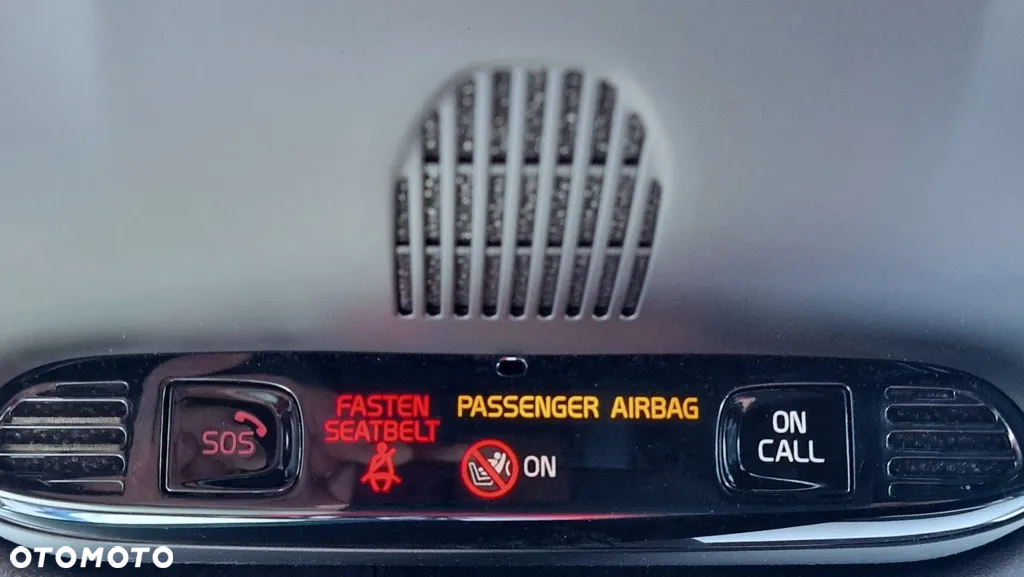 SOS
FASTEN
SEATBELT
PASSENGER AIRBAG
ON
ON
CALL
OTOMOTO